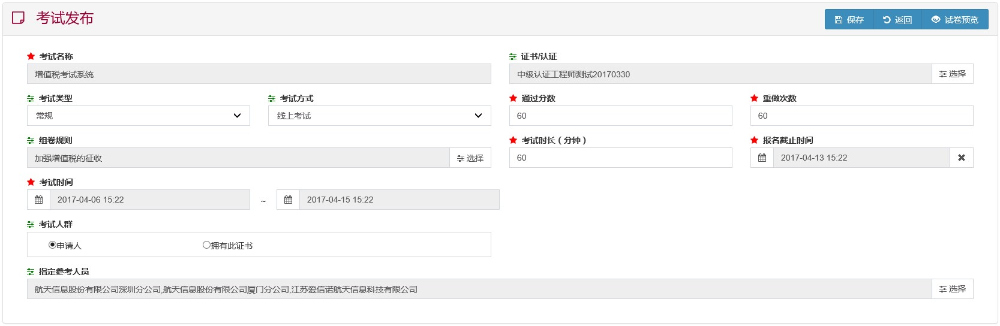 考试发布
保存 返回 试卷预览
考试名称 证书/认证
增值税考试系统 中级认证工程师测试20170330 选择
考试类型 考试方式 通过分数 重做次数
常规 线上考试 60 60
组卷规则 考试时长（分钟） 报名截止时间
加强增值税的征收 选择 60 2017-04-13 15:22
考试时间
2017-04-06 15:22 ~ 2017-04-15 15:22
考试人群
申请人 拥有此证书
指定参考人员
航天信息股份有限公司深圳分公司,航天信息股份有限公司厦门分公司,江苏爱信诺航天信息科技有限公司 选择